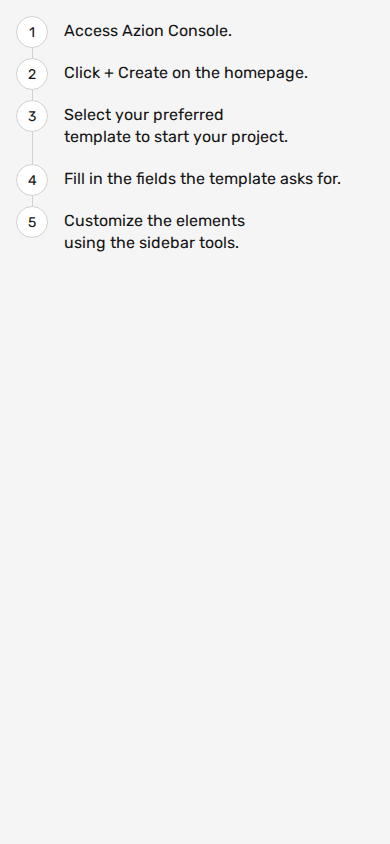 1 Access Azion Console.
2 Click + Create on the homepage.
3 Select your preferred
template to start your project.
4 Fill in the fields the template asks for.
5 Customize the elements
using the sidebar tools.